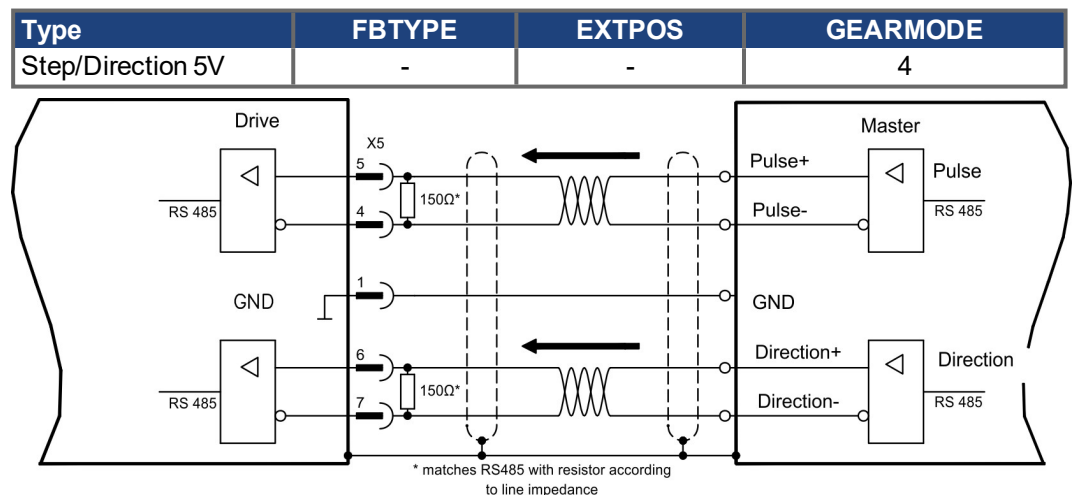 Type FBTYPE EXTPOS GEARMODE
Step/Direction 5V - - 4
Drive
Master
X5
5
Pulse+
Pulse
150Ω*
RS 485
4
Pulse-
RS 485
1
GND
GND
6
Direction+
Direction
150Ω*
RS 485
7
Direction-
RS 485
* matches RS485 with resistor according
to line impedance